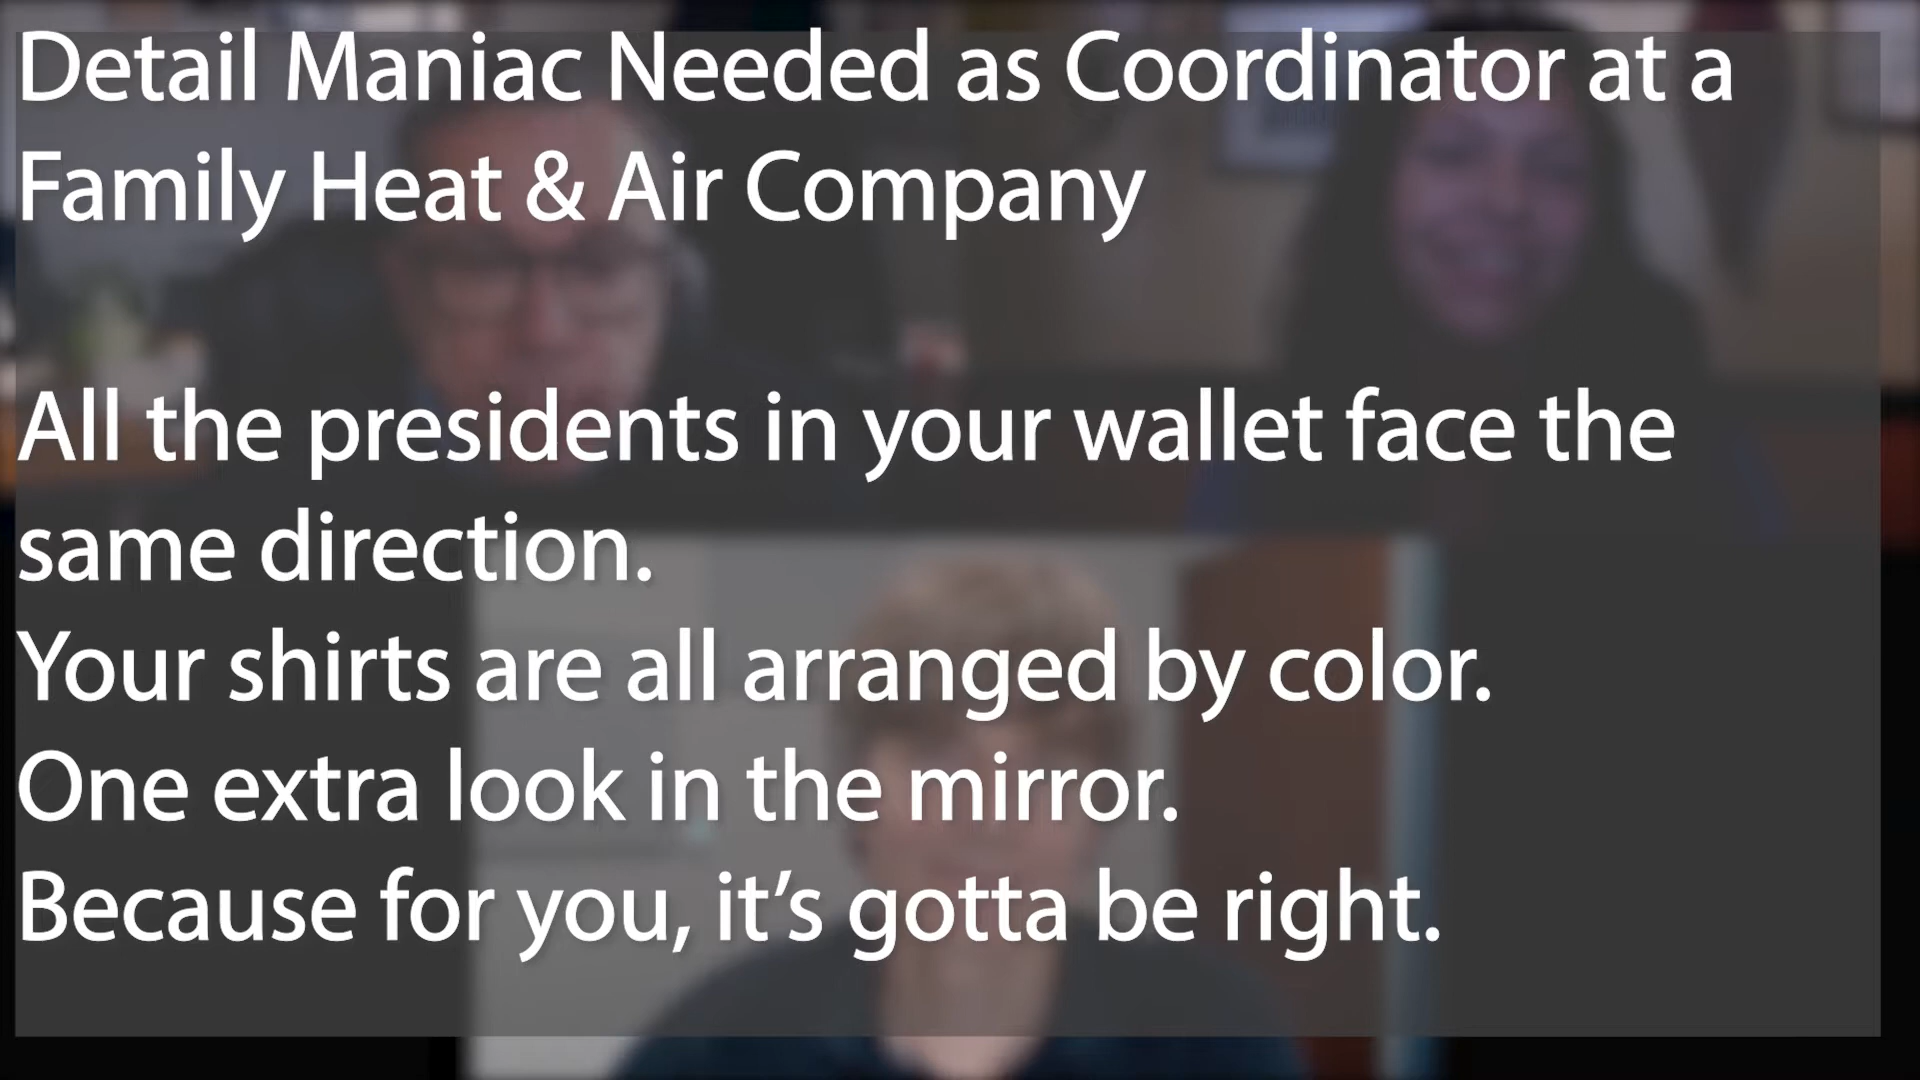 Detail Maniac Needed as Coordinator at a
Family Heat & Air Company
All the presidents in your wallet face the
same direction.
Your shirts are all arranged by color.
One extra look in the mirror.
Because for you, it’s gotta be right.